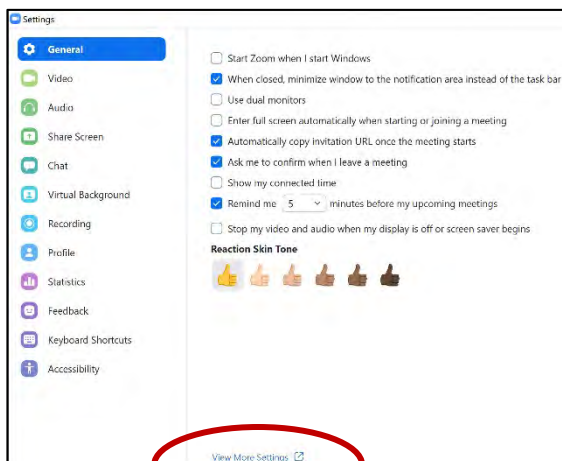 Settings
General
Video
Audio
Share Screen
Chat
Virtual Background
Recording
Profile
Statistics
Feedback
Keyboard Shortcuts
Accessibility
Start Zoom when I start Windows
When closed, minimize window to the notification area instead of the task bar
Use dual monitors
Enter full screen automatically when starting or joining a meeting
Automatically copy invitation URL once the meeting starts
Ask me to confirm when I leave a meeting
Show my connected time
Remind me 5 minutes before my upcoming meetings
Stop my video and audio when my display is off or screen saver begins
Reaction Skin Tone
View More Settings